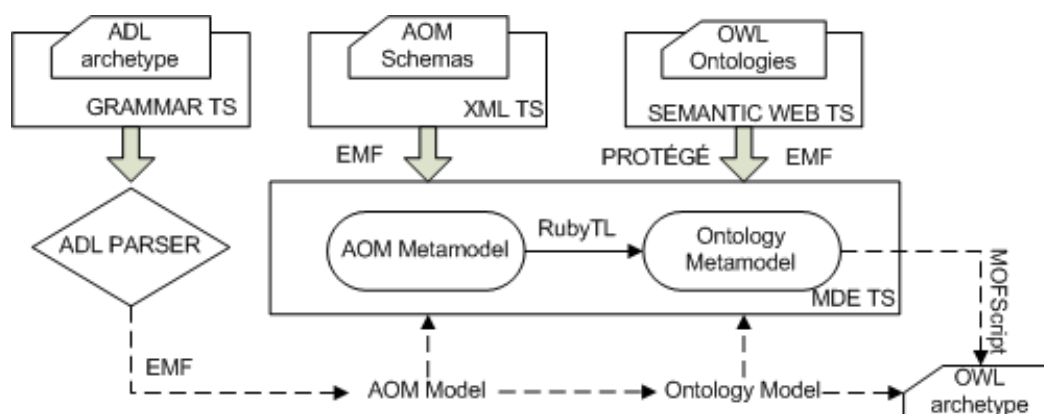 ADL
archetype
GRAMMAR TS
AOM
Schemas
XML TS
OWL
Ontologies
SEMANTIC WEB TS
EMF
PROTÉGÉ
EMF
ADL PARSER
AOM Metamodel
RubyTL
Ontology
Metamodel
MDE TS
MOFScript
EMF
AOM Model
Ontology Model
OWL
archetype